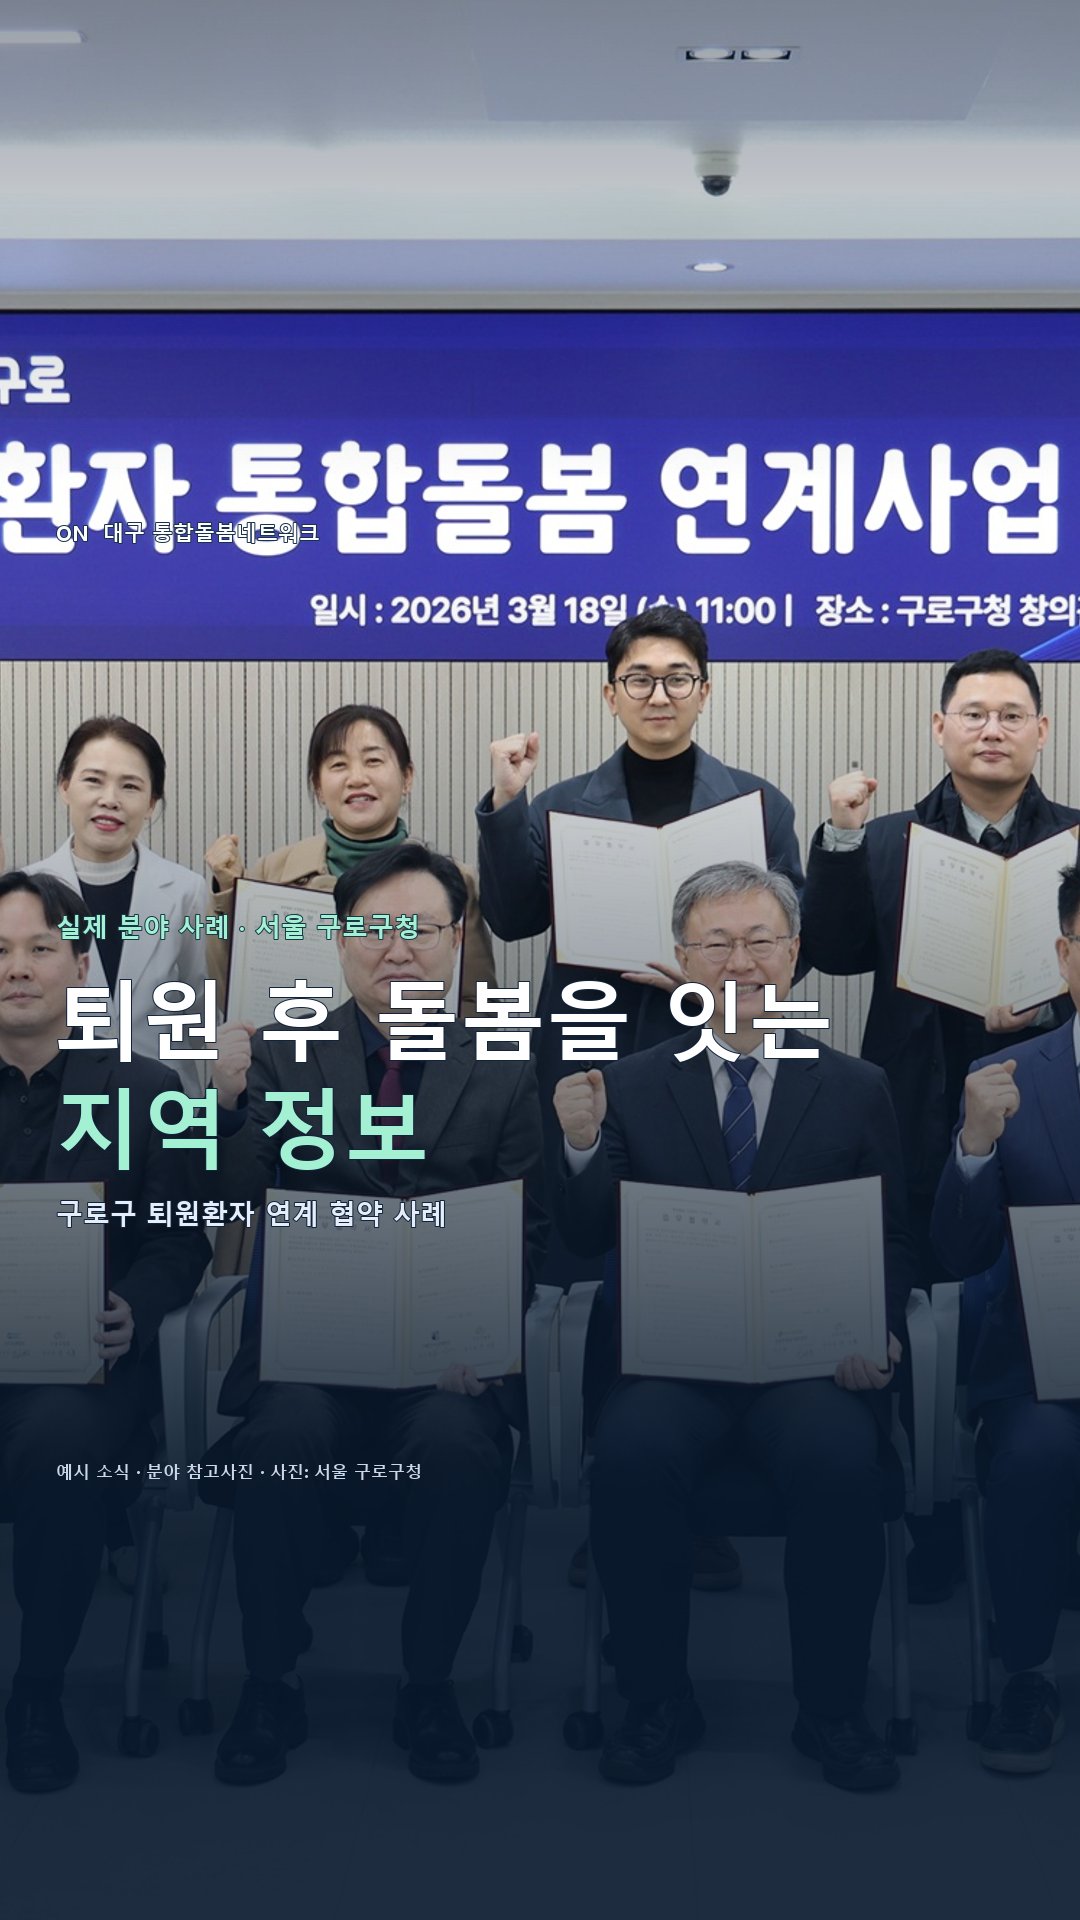 구로
환자 통합돌봄 연계사업
ON 대구 통합돌봄네트워크
일시 : 2026년 3월 18일 (수) 11:00 | 장소 : 구로구청 창의
실제 분야 사례 · 서울 구로구청
퇴원 후 돌봄을 잇는
지역 정보
구로구 퇴원환자 연계 협약 사례
예시 소식 · 분야 참고사진 · 사진: 서울 구로구청